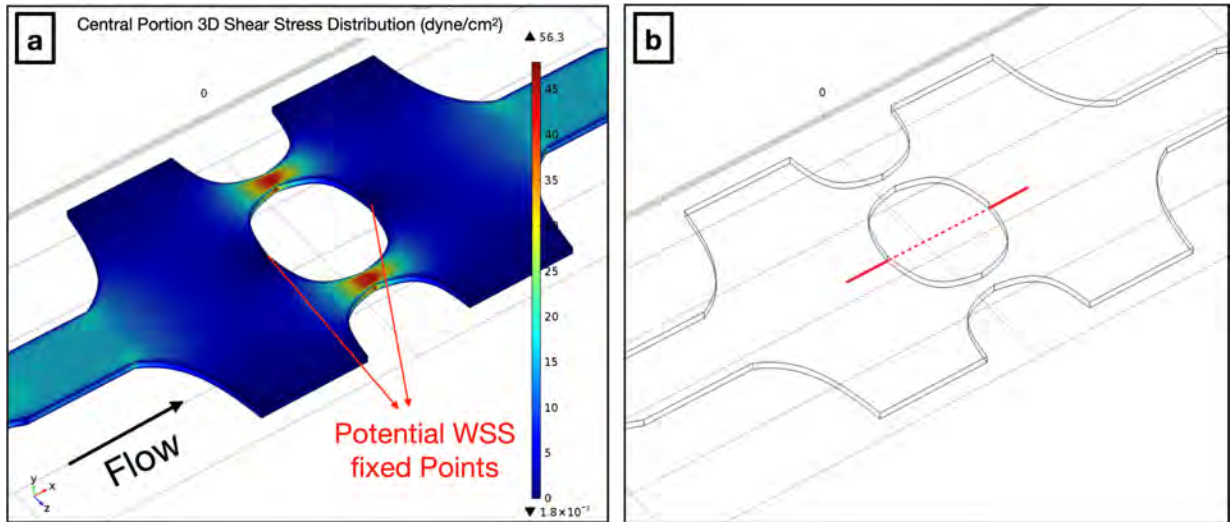 a
Central Portion 3D Shear Stress Distribution (dyne/cm²)
▲ 56.3
0
45
40
35
30
25
20
15
10
5
0
▼ 1.8×10⁻³
Flow
Potential WSS
fixed Points
y
x
z
b
0